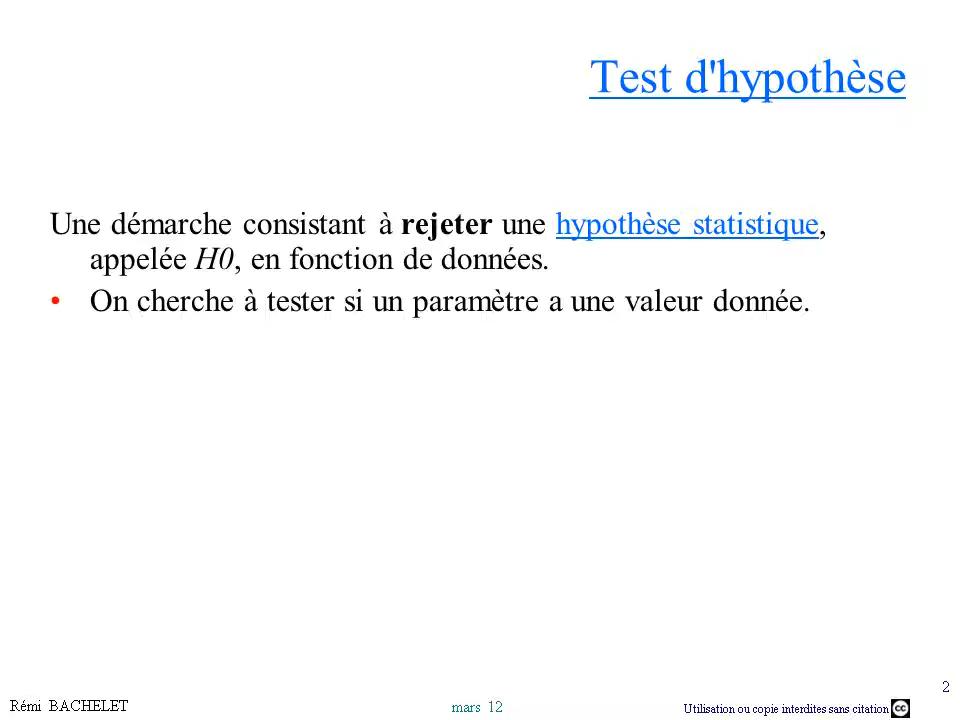 Test d'hypothèse
Une démarche consistant à rejeter une hypothèse statistique,
appelée H0, en fonction de données.
• On cherche à tester si un paramètre a une valeur donnée.
2
Rémi BACHELET
mars 12
Utilisation ou copie interdites sans citation
cc